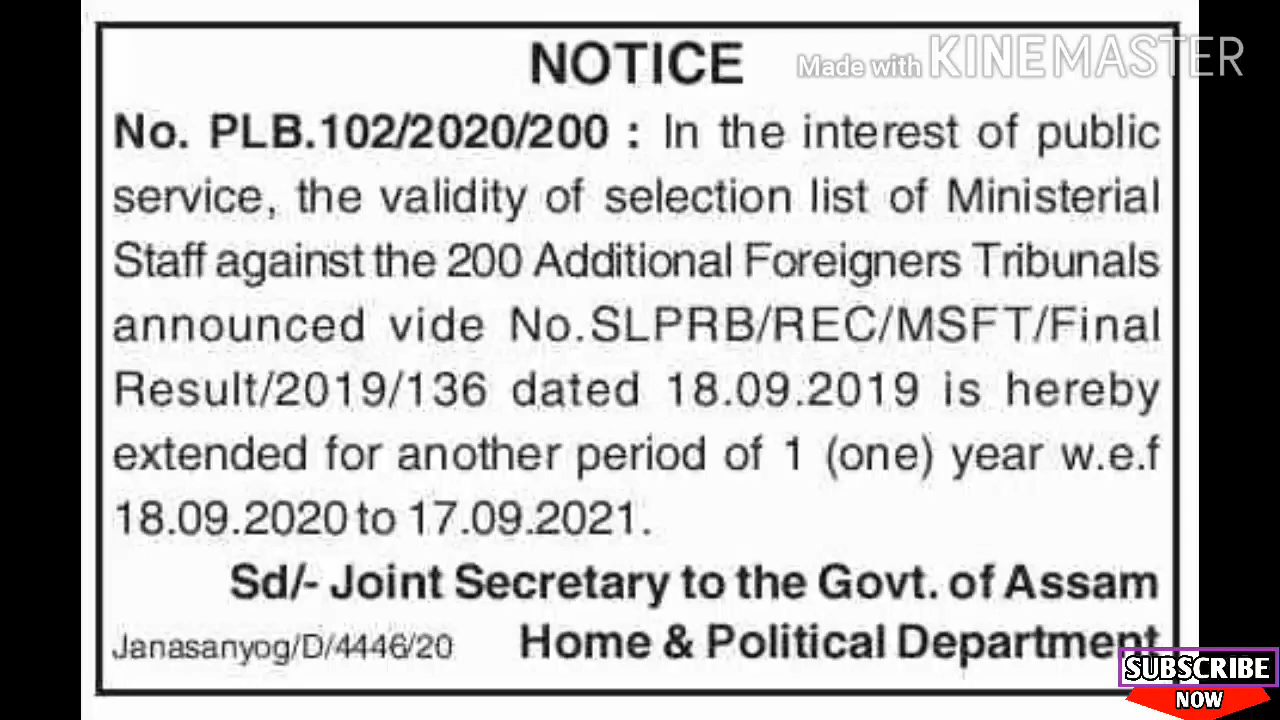 NOTICE
Made with KINEMASTER
No. PLB.102/2020/200 : In the interest of public
service, the validity of selection list of Ministerial
Staff against the 200 Additional Foreigners Tribunals
announced vide No.SLPRB/REC/MSFT/Final
Result/2019/136 dated 18.09.2019 is hereby
extended for another period of 1 (one) year w.e.f
18.09.2020 to 17.09.2021.
Sd/- Joint Secretary to the Govt. of Assam
Janasanyog/D/4446/20 Home & Political Department
SUBSCRIBE
NOW